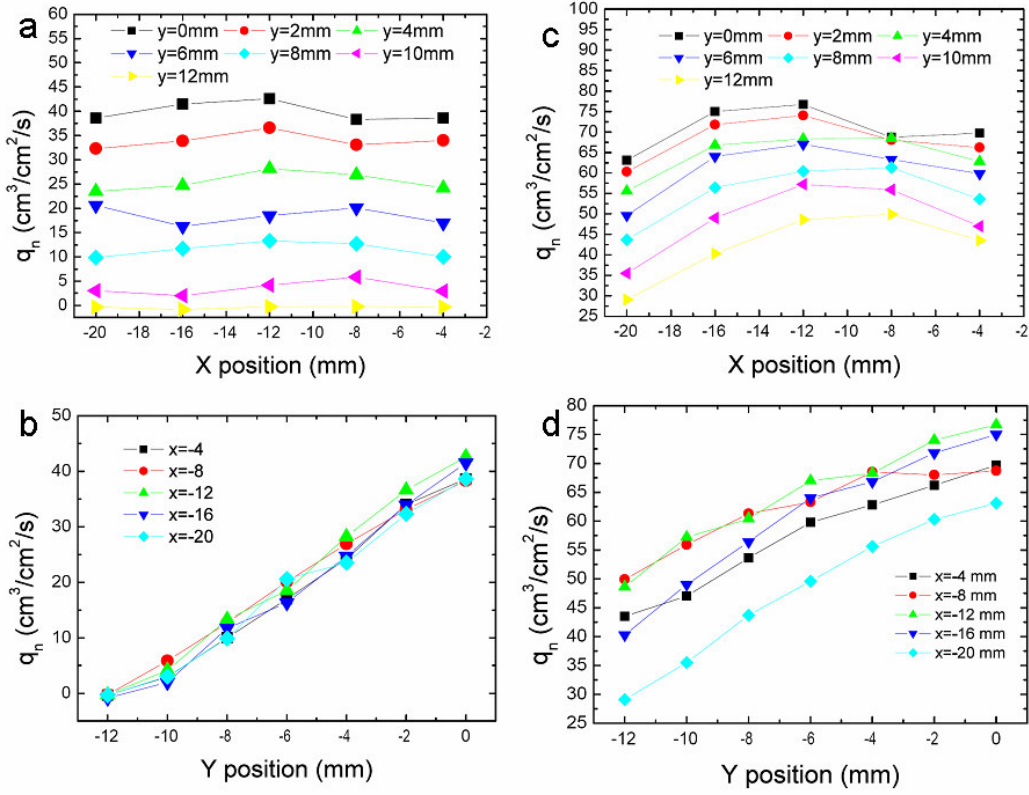 a
60
55
50
45
40
35
30
25
20
15
10
5
0
qn (cm3/cm2/s)
y=0mm y=2mm y=4mm
y=6mm y=8mm y=10mm
y=12mm
-20 -18 -16 -14 -12 -10 -8 -6 -4 -2
X position (mm)
c
100
95
90
85
80
75
70
65
60
55
50
45
40
35
30
25
qn (cm3/cm2/s)
y=0mm y=2mm y=4mm
y=6mm y=8mm y=10mm
y=12mm
-20 -18 -16 -14 -12 -10 -8 -6 -4 -2
X position (mm)
b
50
40
30
20
10
0
qn (cm3/cm2/s)
x=-4
x=-8
x=-12
x=-16
x=-20
-12 -10 -8 -6 -4 -2 0
Y position (mm)
d
80
75
70
65
60
55
50
45
40
35
30
25
qn (cm3/cm2/s)
x=-4 mm
x=-8 mm
x=-12 mm
x=-16 mm
x=-20 mm
-12 -10 -8 -6 -4 -2 0
Y position (mm)